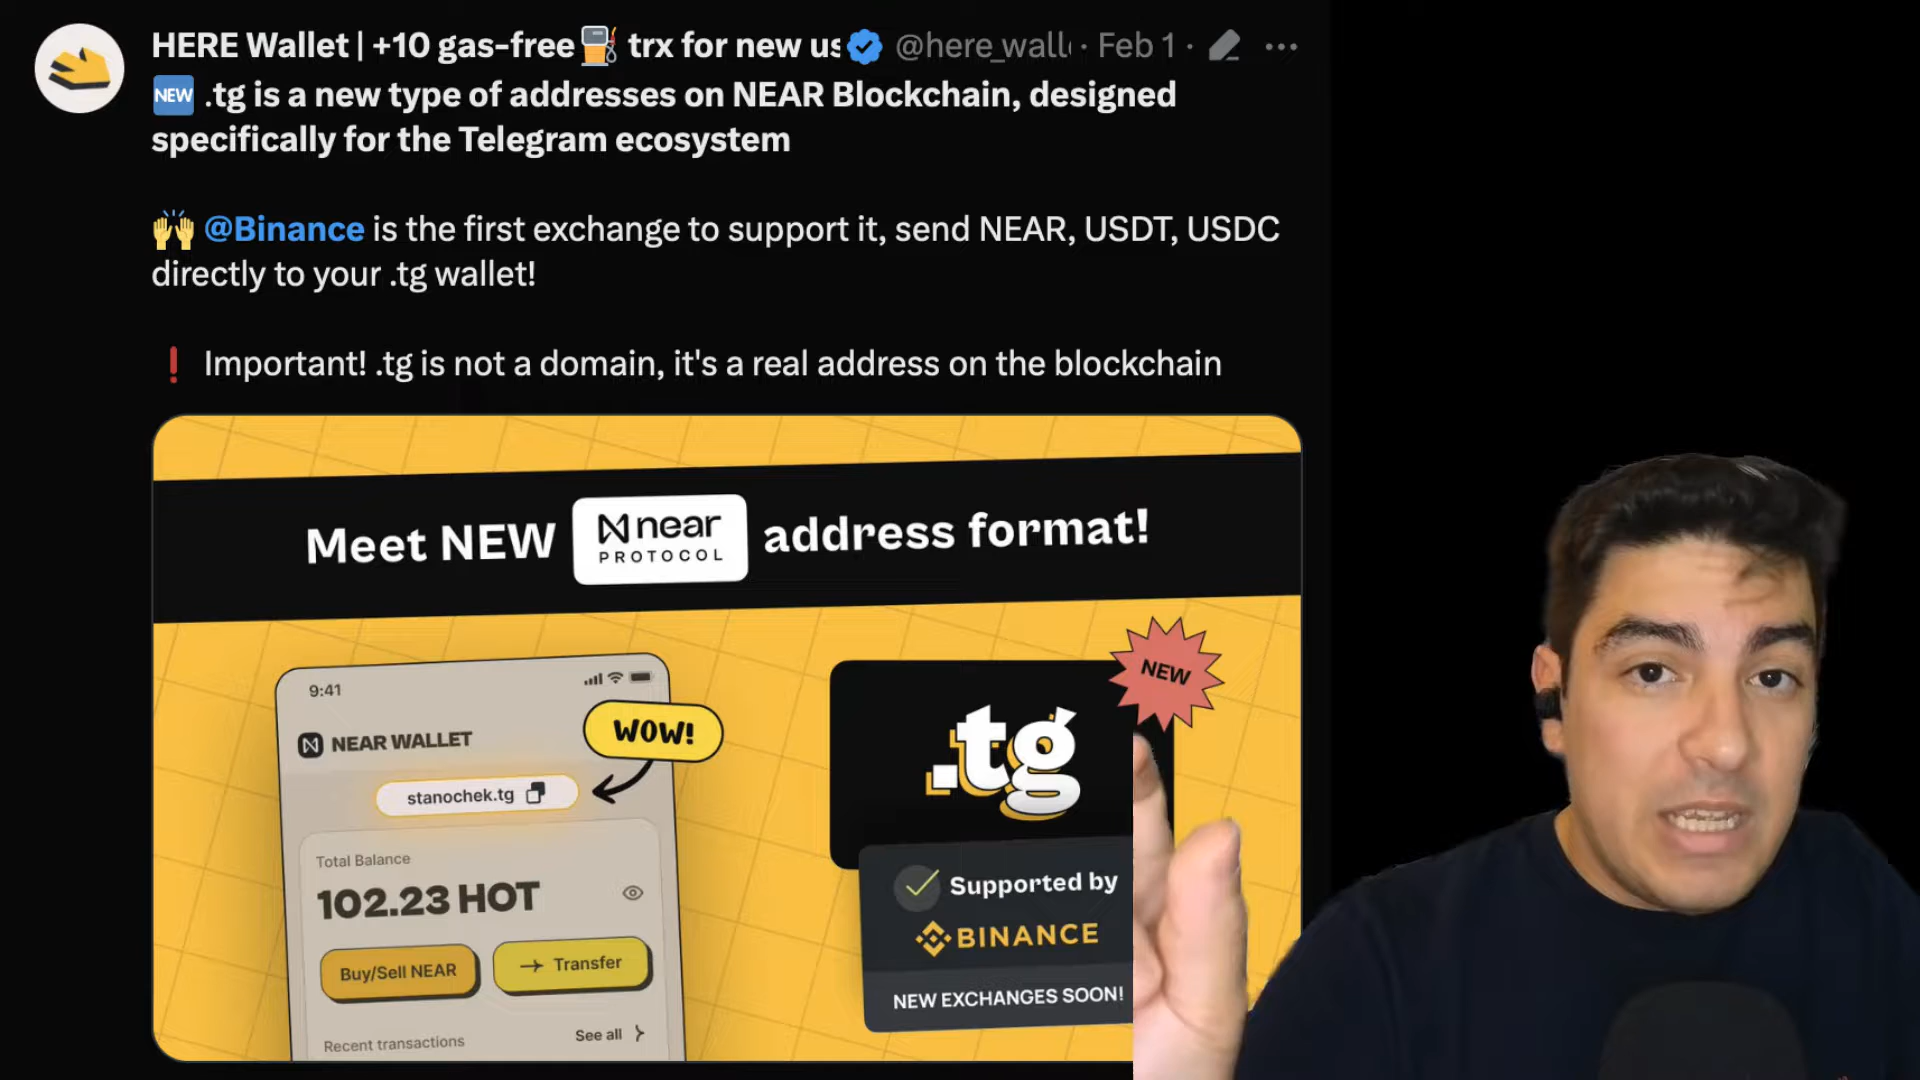 HERE Wallet | +10 gas-free⛽ trx for new us @here_wall · Feb 1 · ...
NEW .tg is a new type of addresses on NEAR Blockchain, designed
specifically for the Telegram ecosystem
🙌 @Binance is the first exchange to support it, send NEAR, USDT, USDC
directly to your .tg wallet!
❗ Important! .tg is not a domain, it's a real address on the blockchain
Meet NEW near PROTOCOL address format!
9:41
NEAR WALLET
WOW!
stanochek.tg
Total Balance
102.23 HOT
Buy/Sell NEAR
Transfer
Recent transactions
See all
NEW
.tg
Supported by
BINANCE
NEW EXCHANGES SOON!